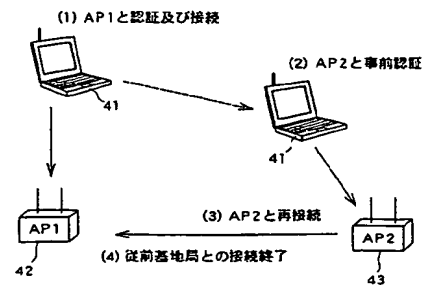 (1) AP1と認証及び接続
(2) AP2と事前認証
41
41'
(3) AP2と再接続
AP1
AP2
(4) 従前基地局との接続終了
42
43